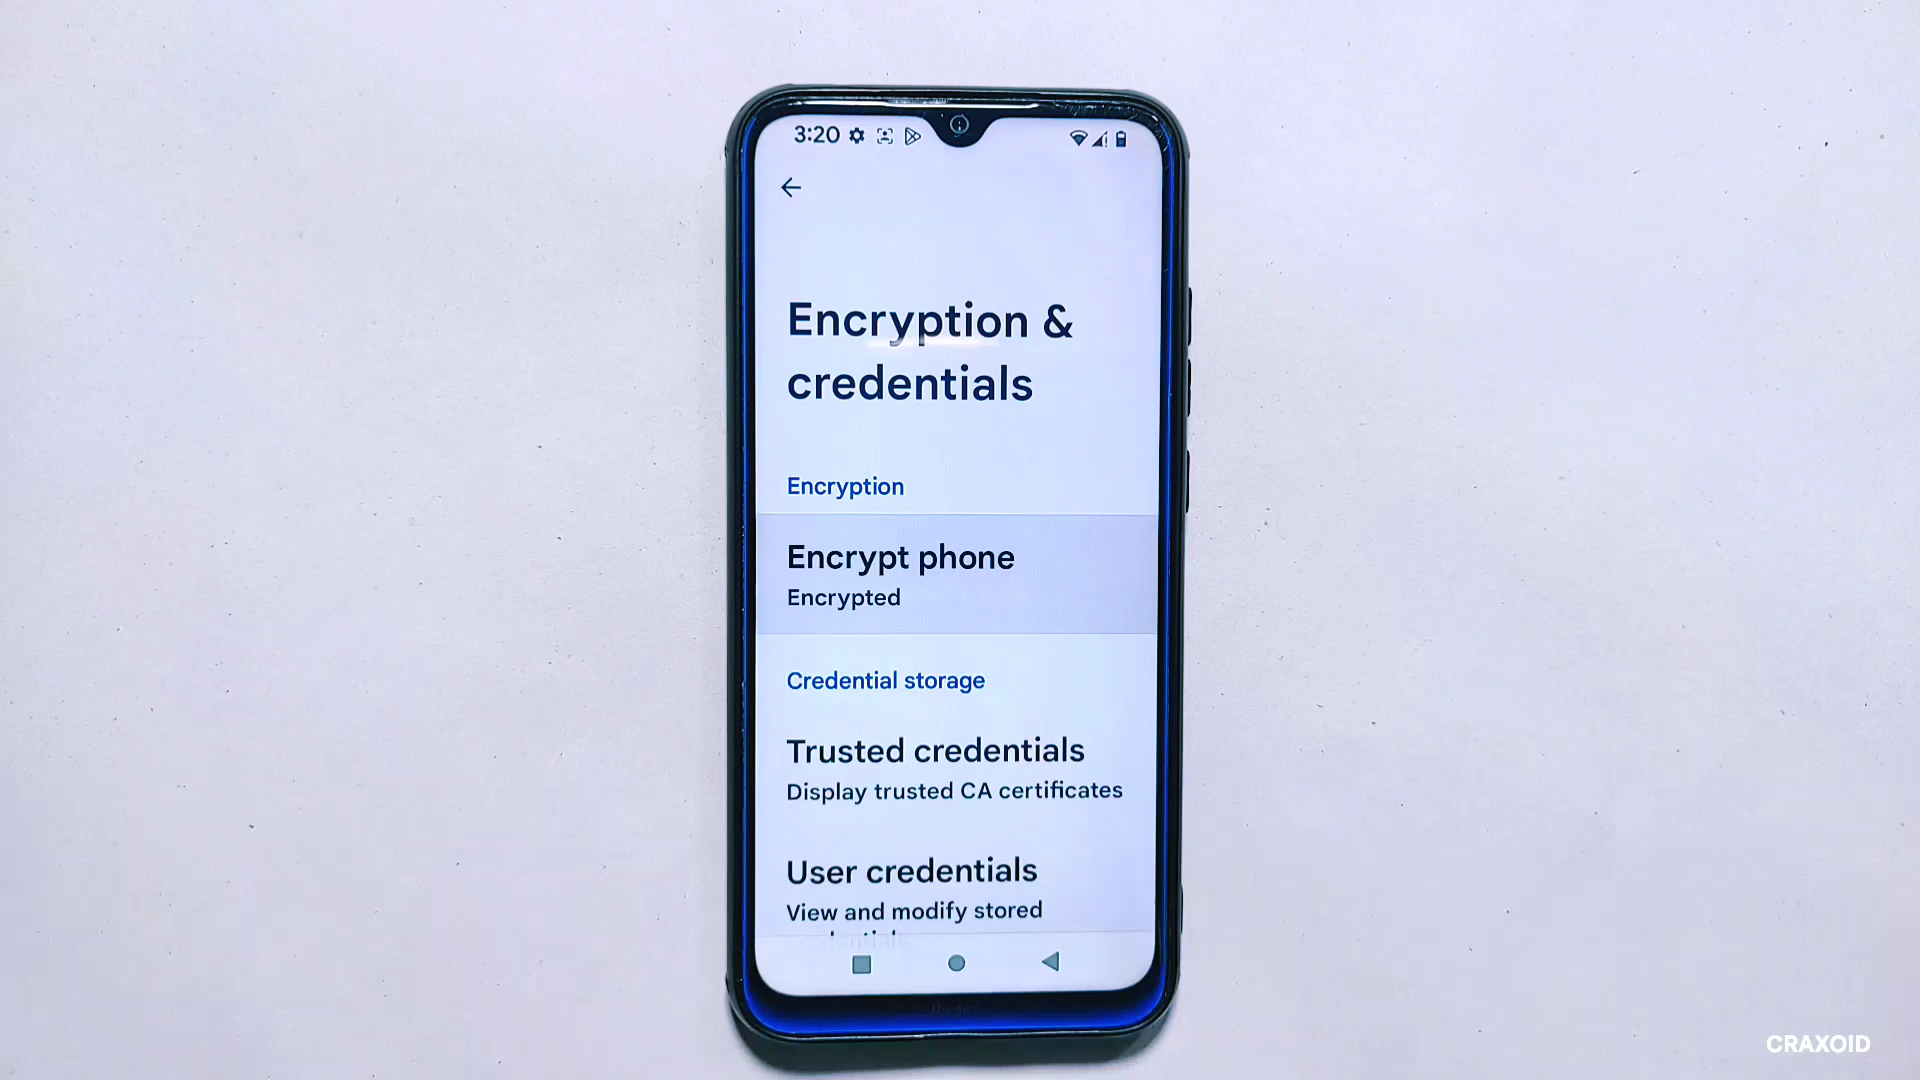 3:20
Encryption &
credentials
Encryption
Encrypt phone
Encrypted
Credential storage
Trusted credentials
Display trusted CA certificates
User credentials
View and modify stored
credentials
CRAXOID